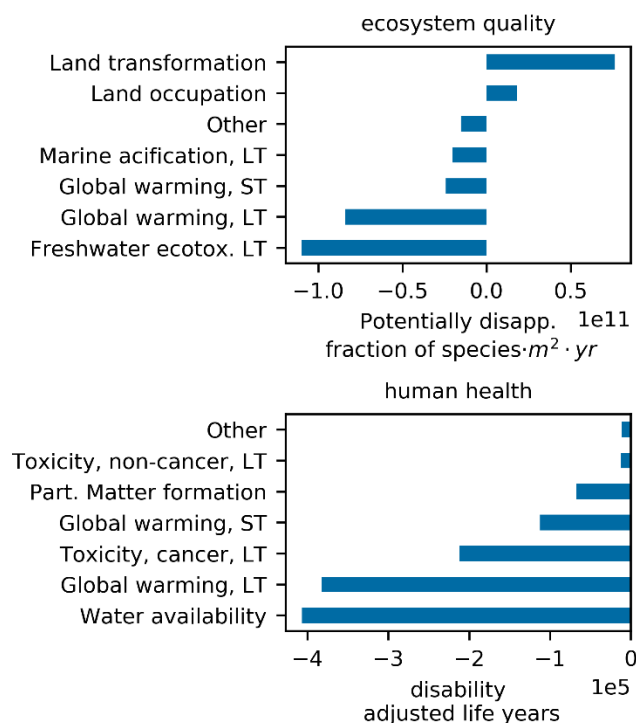 ecosystem quality
Land transformation
Land occupation
Other
Marine acification, LT
Global warming, ST
Global warming, LT
Freshwater ecotox. LT
−1.0 −0.5 0.0 0.5
1e11
Potentially disapp.
fraction of species·m² · yr
human health
Other
Toxicity, non-cancer, LT
Part. Matter formation
Global warming, ST
Toxicity, cancer, LT
Global warming, LT
Water availability
−4 −3 −2 −1 0
1e5
disability
adjusted life years